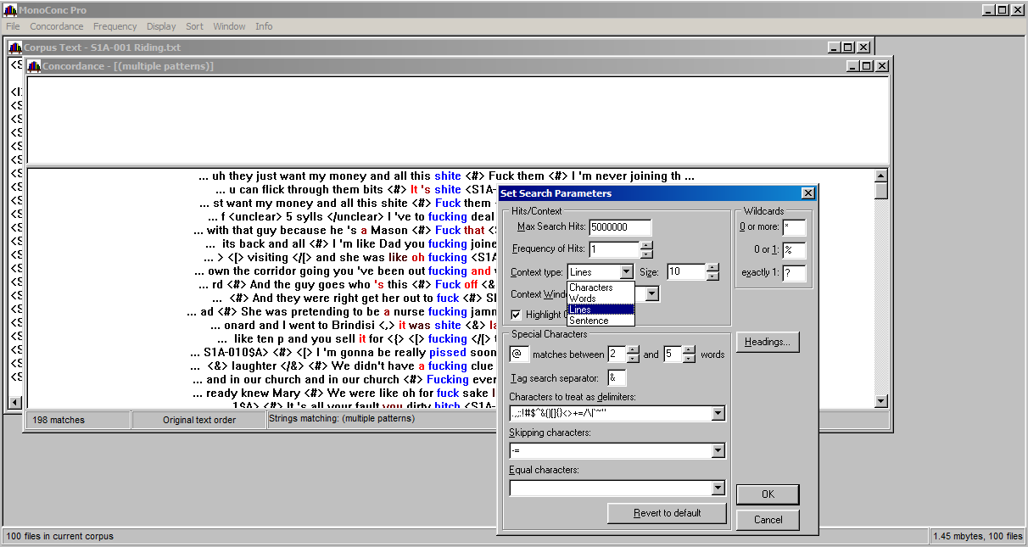 MonoConc Pro
File Concordance Frequency Display Sort Window Info
Corpus Text - S1A-001 Riding.txt
Concordance - [(multiple patterns)]
... uh they just want my money and all this shite <#> Fuck them <#> I 'm never joining th ...
... u can flick through them bits <#> It 's shite <S1A-
... st want my money and all this shite <#> Fuck them
... f <unclear> 5 sylls </unclear> I 've to fucking deal
... with that guy because he 's a Mason <#> Fuck that <
... its back and all <#> I 'm like Dad you fucking joine
... > <[> visiting </[> and she was like oh fucking <S1A
... own the corridor going you 've been out fucking and
... rd <#> And the guy goes who 's this <#> Fuck off <&
... <#> And they were right get her out to fuck <#> S
... ad <#> She was pretending to be a nurse fucking jamm
... onard and I went to Brindisi <,> it was shite <&> la
... like ten p and you sell it for <{> <[> fucking </[> t
... S1A-010$A> <#> <[> I 'm gonna be really pissed soon
... <&> laughter </&> <#> We didn't have a fucking clue
... and in our church and in our church <#> Fucking ever
... ready knew Mary <#> We were like oh for fuck sake I
1$A> <#> It 's all your fault you dirty bitch <S1A-
198 matches
Original text order
Strings matching: (multiple patterns)
Set Search Parameters
Hits/Context
Max Search Hits: 5000000
Frequency of Hits: 1
Context type: Lines Size: 10
Characters
Words
Lines
Sentence
Context Wind
Highlight
Wildcards
0 or more: *
0 or 1: %
exactly 1: ?
Headings...
Special Characters
@ matches between 2 and 5 words
Tag search separator: &
Characters to treat as delimiters:
Skipping characters:
-=
Equal characters:
Revert to default
OK
Cancel
100 files in current corpus
1.45 mbytes, 100 files